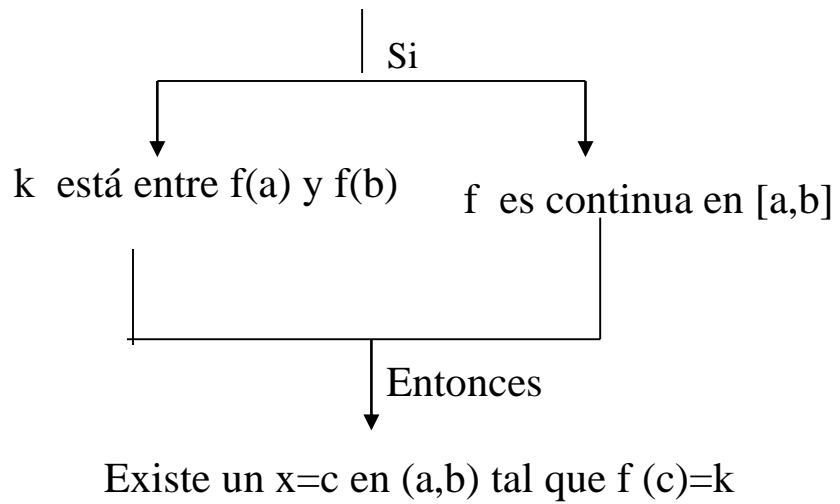 Si
k está entre f(a) y f(b)
f es continua en [a,b]
Entonces
Existe un x=c en (a,b) tal que f (c)=k